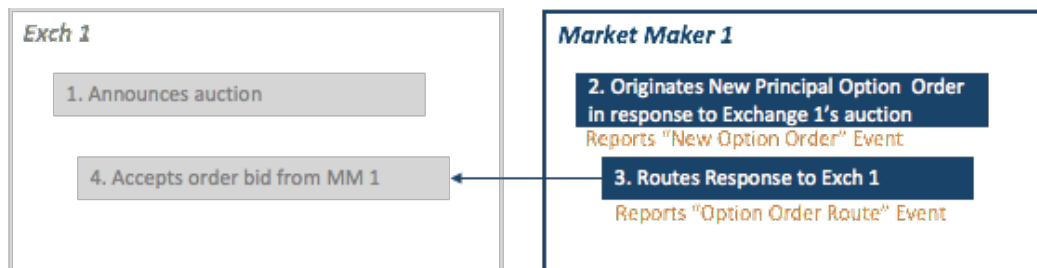 Exch 1
1. Announces auction
4. Accepts order bid from MM 1
Market Maker 1
2. Originates New Principal Option Order
in response to Exchange 1's auction
Reports "New Option Order" Event
3. Routes Response to Exch 1
Reports "Option Order Route" Event